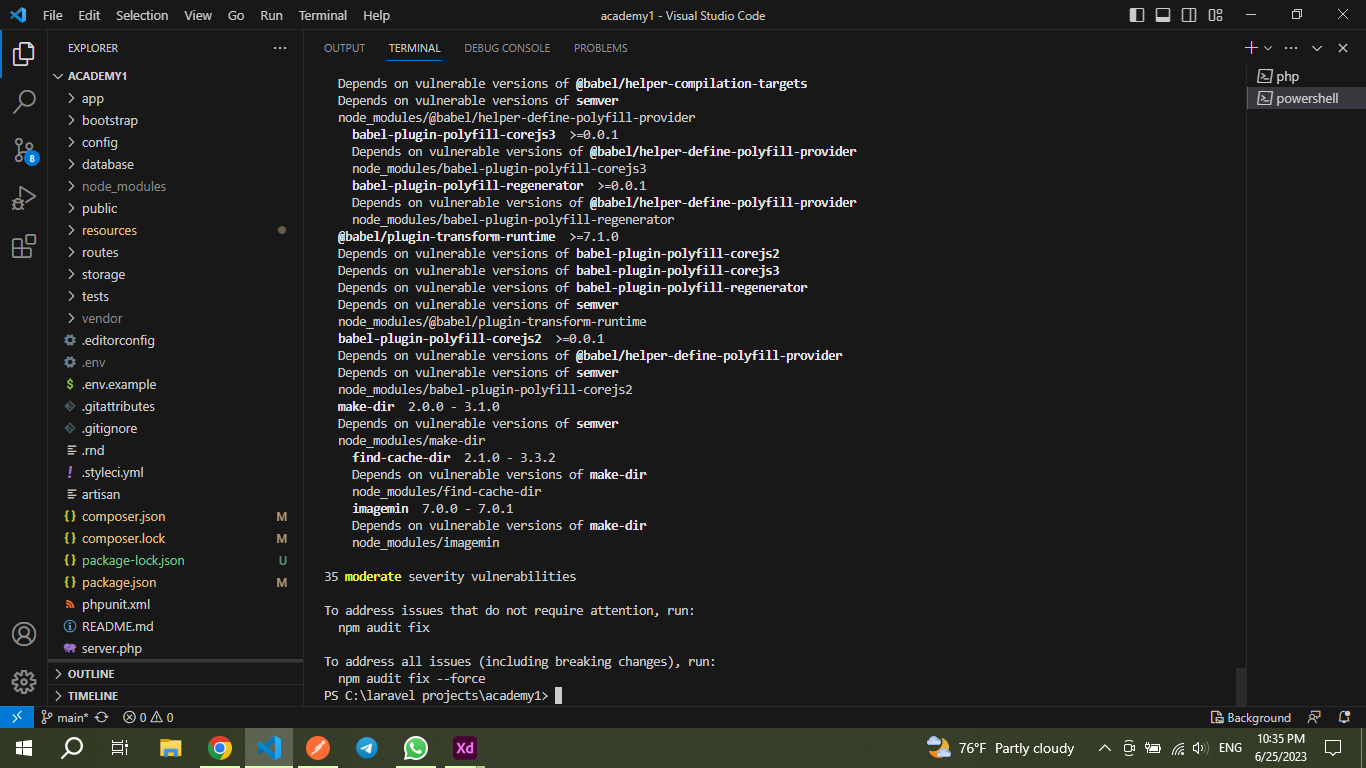 File Edit Selection View Go Run Terminal Help
academy1 - Visual Studio Code
EXPLORER
ACADEMY1
app
bootstrap
config
database
node_modules
public
resources
routes
storage
tests
vendor
.editorconfig
.env
$ .env.example
.gitattributes
.gitignore
.rnd
! .styleci.yml
artisan
{} composer.json M
{} composer.lock M
{} package-lock.json U
{} package.json M
phpunit.xml
README.md
server.php
OUTLINE
TIMELINE
8
OUTPUT TERMINAL DEBUG CONSOLE PROBLEMS
Depends on vulnerable versions of @babel/helper-compilation-targets
Depends on vulnerable versions of semver
node_modules/@babel/helper-define-polyfill-provider
babel-plugin-polyfill-corejs3 >=0.0.1
Depends on vulnerable versions of @babel/helper-define-polyfill-provider
node_modules/babel-plugin-polyfill-corejs3
babel-plugin-polyfill-regenerator >=0.0.1
Depends on vulnerable versions of @babel/helper-define-polyfill-provider
node_modules/babel-plugin-polyfill-regenerator
@babel/plugin-transform-runtime >=7.1.0
Depends on vulnerable versions of babel-plugin-polyfill-corejs2
Depends on vulnerable versions of babel-plugin-polyfill-corejs3
Depends on vulnerable versions of babel-plugin-polyfill-regenerator
Depends on vulnerable versions of semver
node_modules/@babel/plugin-transform-runtime
babel-plugin-polyfill-corejs2 >=0.0.1
Depends on vulnerable versions of @babel/helper-define-polyfill-provider
Depends on vulnerable versions of semver
node_modules/babel-plugin-polyfill-corejs2
make-dir 2.0.0 - 3.1.0
Depends on vulnerable versions of semver
node_modules/make-dir
find-cache-dir 2.1.0 - 3.3.2
Depends on vulnerable versions of make-dir
node_modules/find-cache-dir
imagemin 7.0.0 - 7.0.1
Depends on vulnerable versions of make-dir
node_modules/imagemin
35 moderate severity vulnerabilities
To address issues that do not require attention, run:
npm audit fix
To address all issues (including breaking changes), run:
npm audit fix --force
PS C:\laravel projects\academy1>
php
powershell
main* 0 0
Background
Xd
76°F Partly cloudy
ENG
10:35 PM
6/25/2023